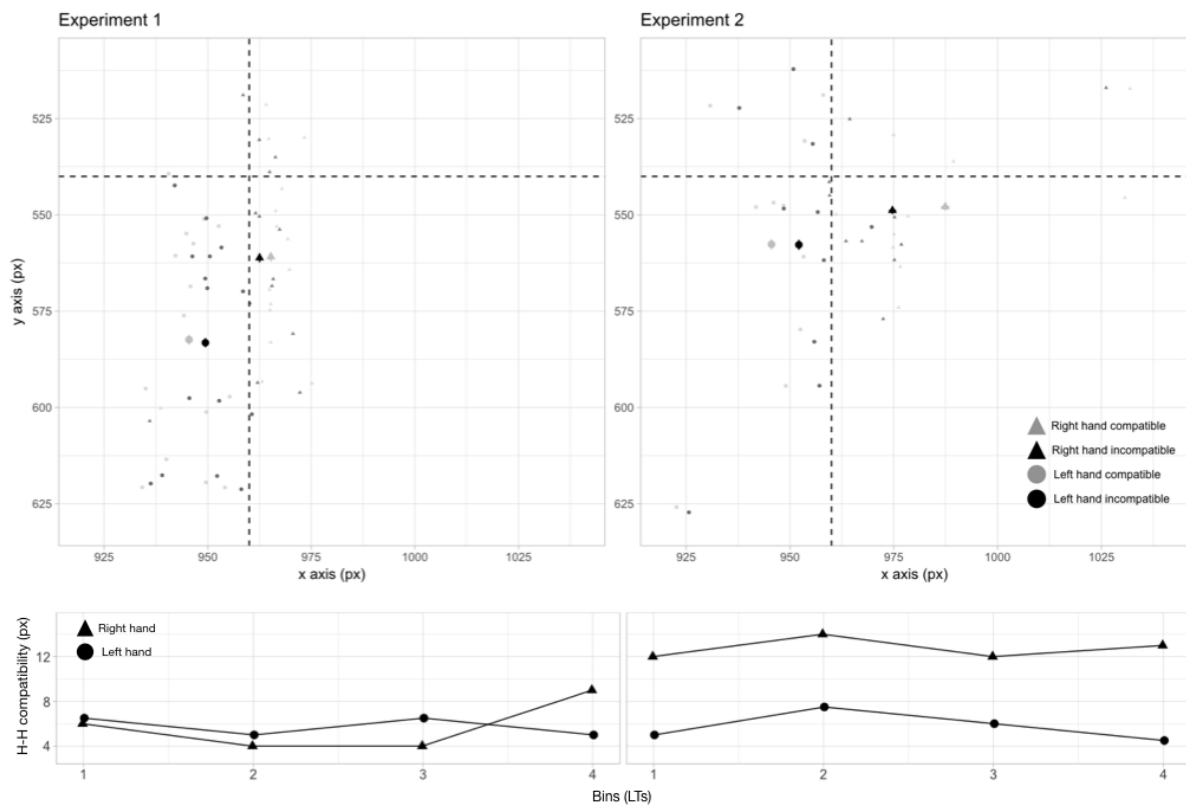 Experiment 1
Experiment 2
525
550
575
600
625
y axis (px)
925
950
975
1000
1025
x axis (px)
525
550
575
600
625
Right hand compatible
Right hand incompatible
Left hand compatible
Left hand incompatible
925
950
975
1000
1025
x axis (px)
H-H compatibility (px)
12
8
4
Right hand
Left hand
1
2
3
4
1
2
3
4
Bins (LTs)